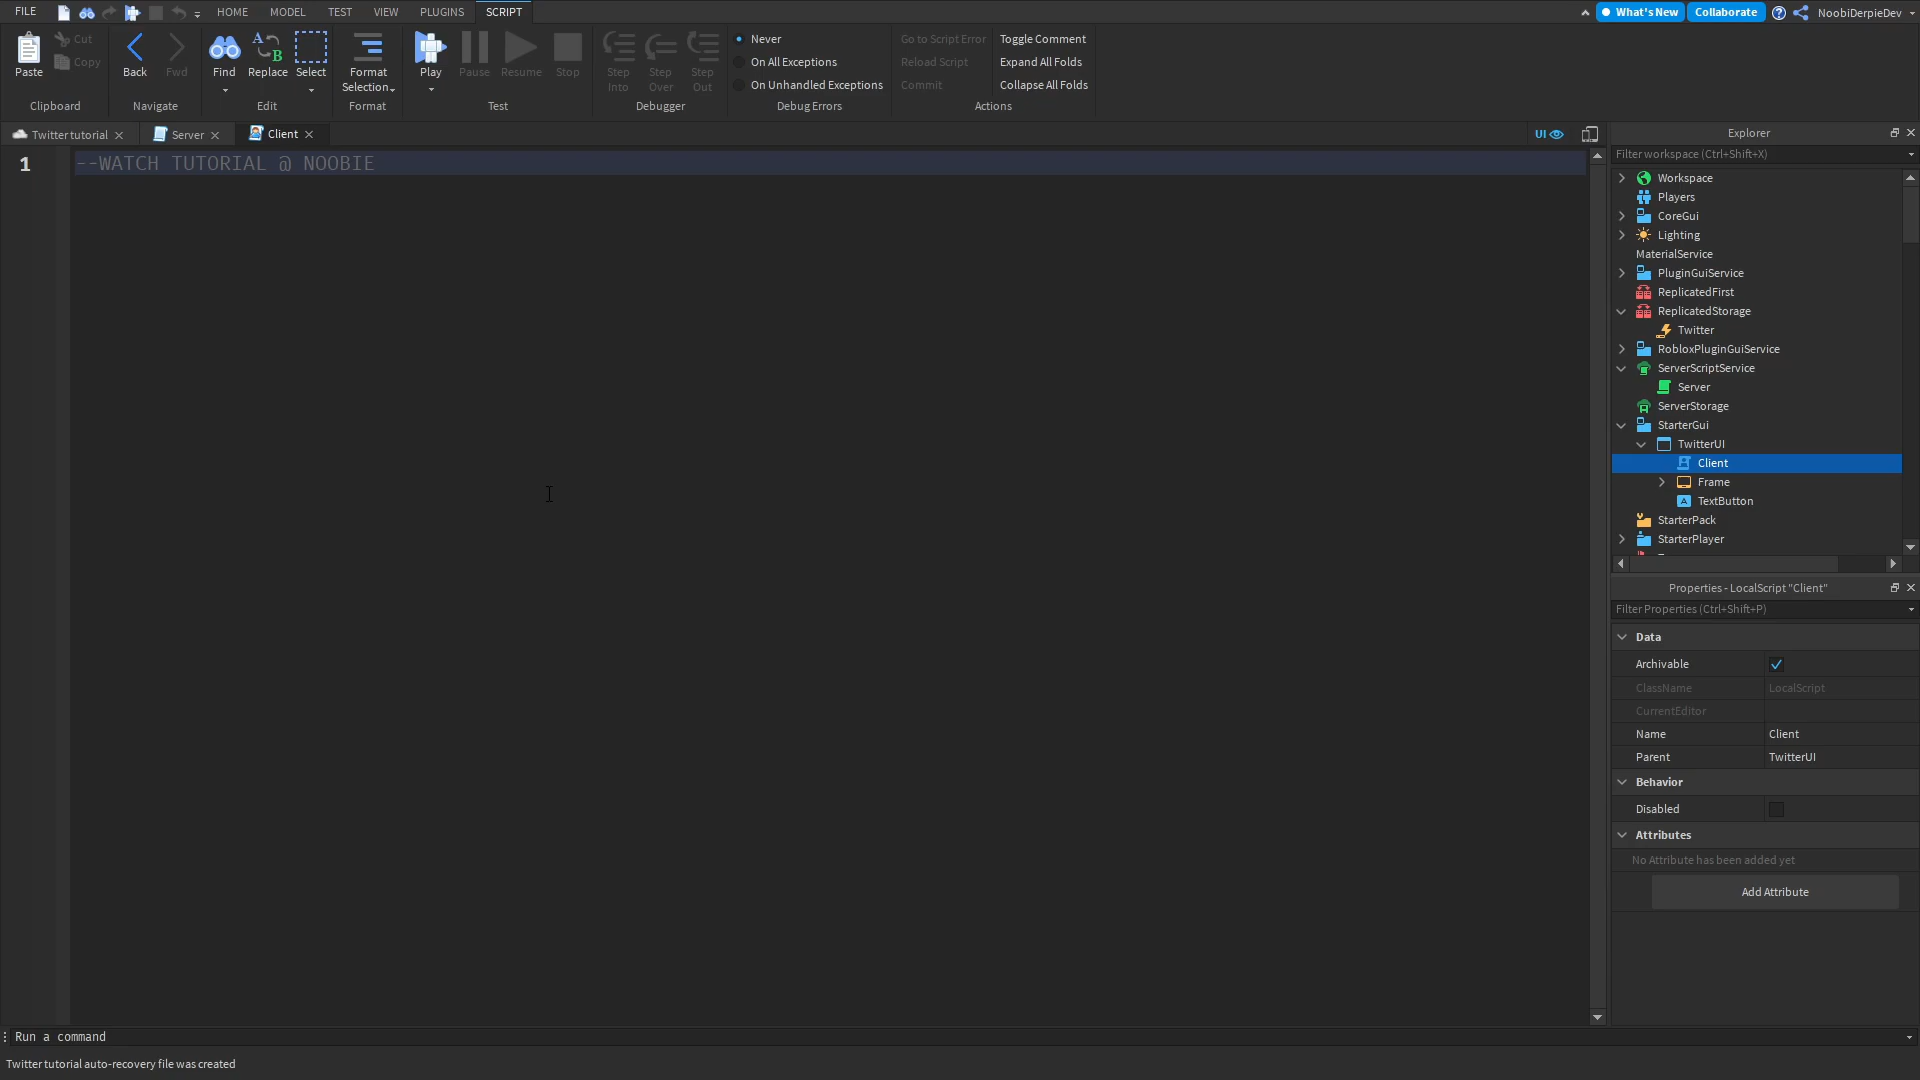 FILE HOME MODEL TEST VIEW PLUGINS SCRIPT What's New Collaborate NoobiDerpieDev
Paste Cut Copy Back Fwd Find Replace Select Format Selection Play Pause Resume Stop Step Into Step Over Step Out
Never
On All Exceptions
On Unhandled Exceptions
Go to Script Error
Reload Script
Commit
Toggle Comment
Expand All Folds
Collapse All Folds
Clipboard Navigate Edit Format Test Debugger Debug Errors Actions
Twitter tutorial Server Client UI
1 --WATCH TUTORIAL @ NOOBIE
Explorer
Filter workspace (Ctrl+Shift+X)
Workspace
Players
CoreGui
Lighting
MaterialService
PluginGuiService
ReplicatedFirst
ReplicatedStorage
Twitter
RobloxPluginGuiService
ServerScriptService
Server
ServerStorage
StarterGui
TwitterUI
Client
Frame
TextButton
StarterPack
StarterPlayer
Properties - LocalScript "Client"
Filter Properties (Ctrl+Shift+P)
Data
Archivable
ClassName LocalScript
CurrentEditor
Name Client
Parent TwitterUI
Behavior
Disabled
Attributes
No Attribute has been added yet
Add Attribute
Run a command
Twitter tutorial auto-recovery file was created